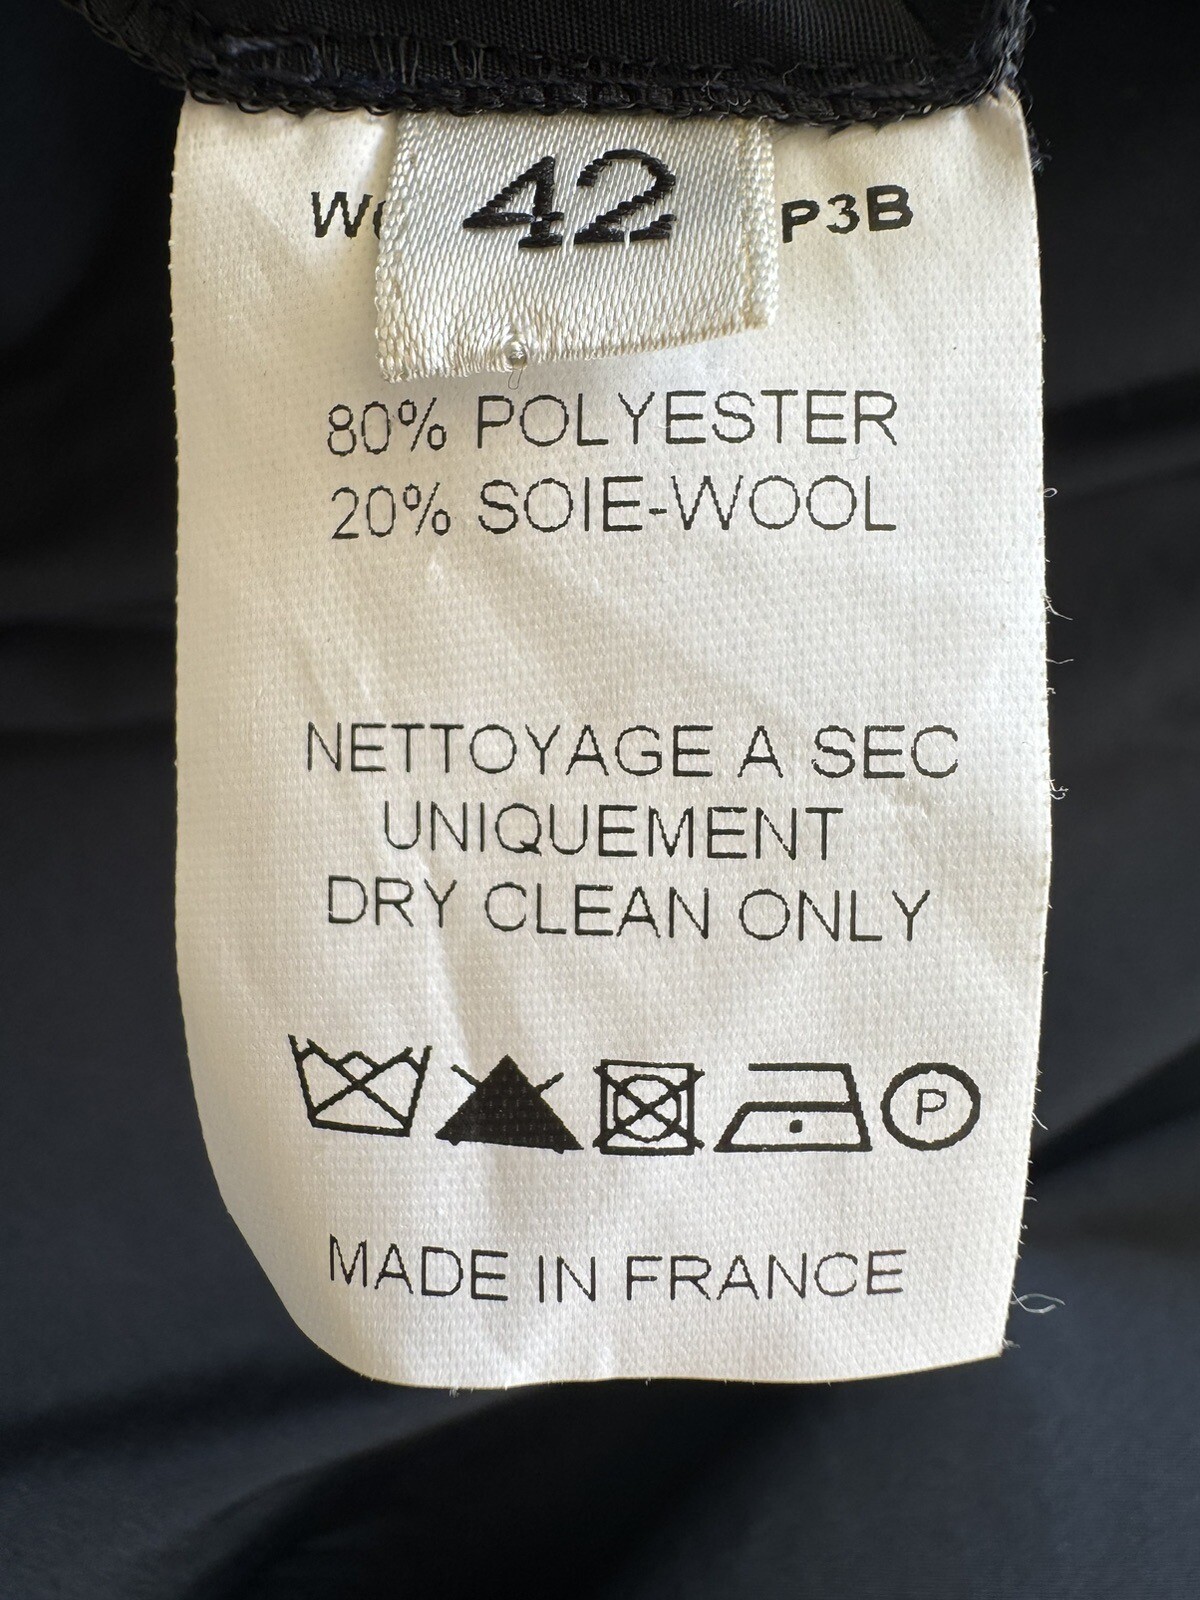 42
P3B
80% POLYESTER
20% SOIE-WOOL
NETTOYAGE A SEC
UNIQUEMENT
DRY CLEAN ONLY
P
MADE IN FRANCE